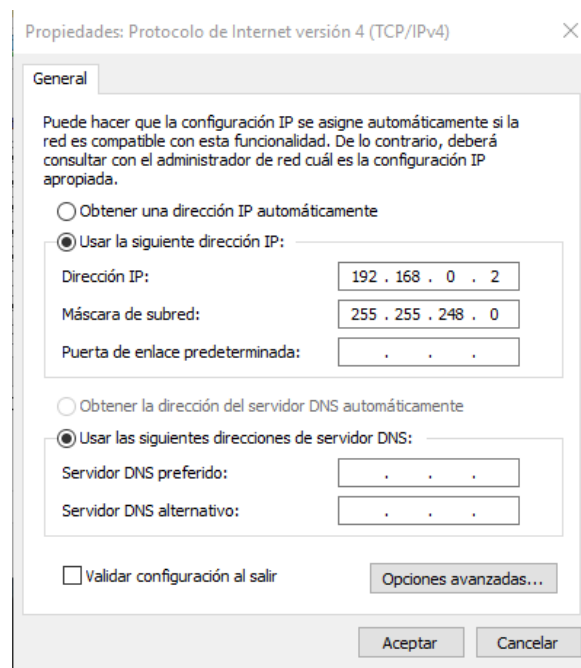 Propiedades: Protocolo de Internet versión 4 (TCP/IPv4)
General
Puede hacer que la configuración IP se asigne automáticamente si la
red es compatible con esta funcionalidad. De lo contrario, deberá
consultar con el administrador de red cuál es la configuración IP
apropiada.
Obtener una dirección IP automáticamente
Usar la siguiente dirección IP:
Dirección IP: 192 . 168 . 0 . 2
Máscara de subred: 255 . 255 . 248 . 0
Puerta de enlace predeterminada: . . .
Obtener la dirección del servidor DNS automáticamente
Usar las siguientes direcciones de servidor DNS:
Servidor DNS preferido: . . .
Servidor DNS alternativo: . . .
Validar configuración al salir
Opciones avanzadas...
Aceptar Cancelar